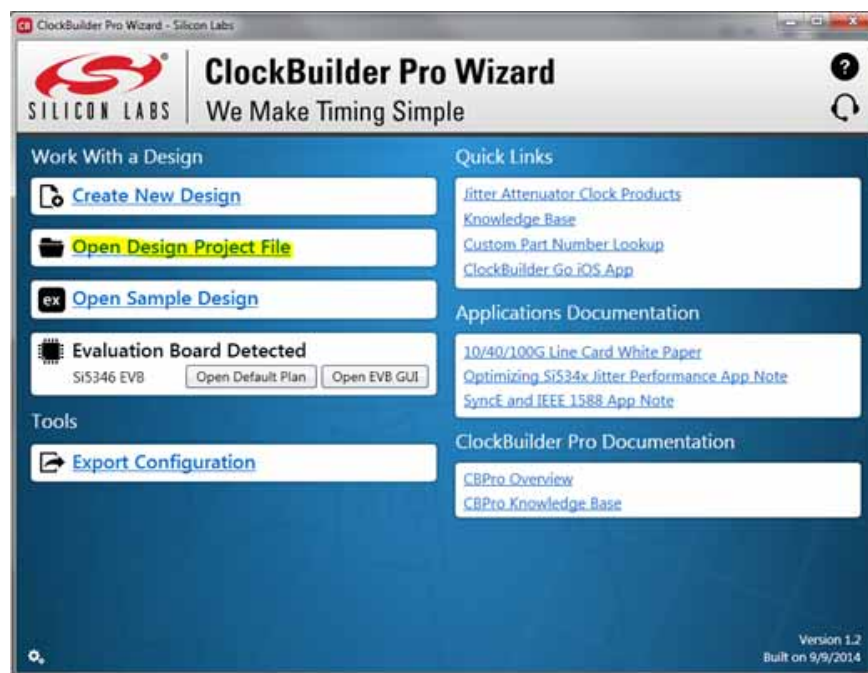 CB ClockBuilder Pro Wizard - Silicon Labs
SILICON LABS
ClockBuilder Pro Wizard
We Make Timing Simple
?
Work With a Design
Create New Design
Open Design Project File
ex Open Sample Design
Evaluation Board Detected
Si5346 EVB Open Default Plan Open EVB GUI
Tools
Export Configuration
Quick Links
Jitter Attenuator Clock Products
Knowledge Base
Custom Part Number Lookup
ClockBuilder Go iOS App
Applications Documentation
10/40/100G Line Card White Paper
Optimizing Si534x Jitter Performance App Note
SyncE and IEEE 1588 App Note
ClockBuilder Pro Documentation
CBPro Overview
CBPro Knowledge Base
Version 1.2
Built on 9/9/2014